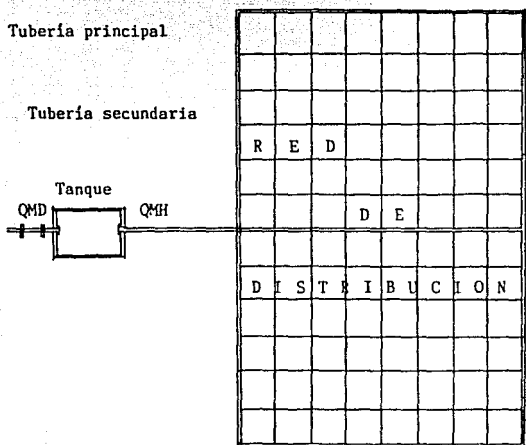 Tubería principal
Tubería secundaria
R E D
Tanque
QMD
QMH
D E
D I S T R I B U C I O N